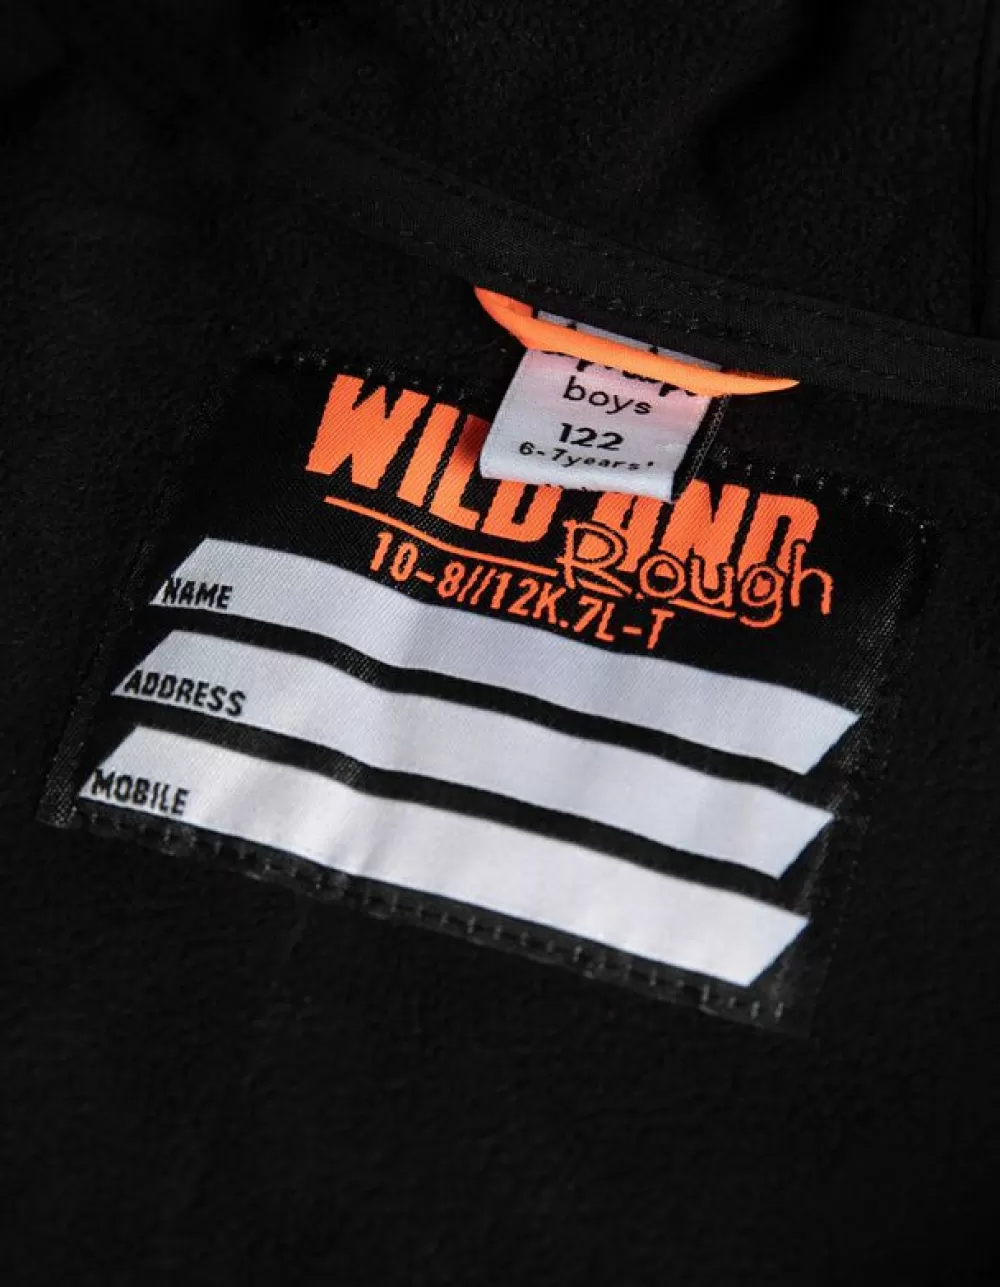 boys
122
6-7years'
WILD AND
Rough
10-8//12K.7L-T
NAME
ADDRESS
MOBILE